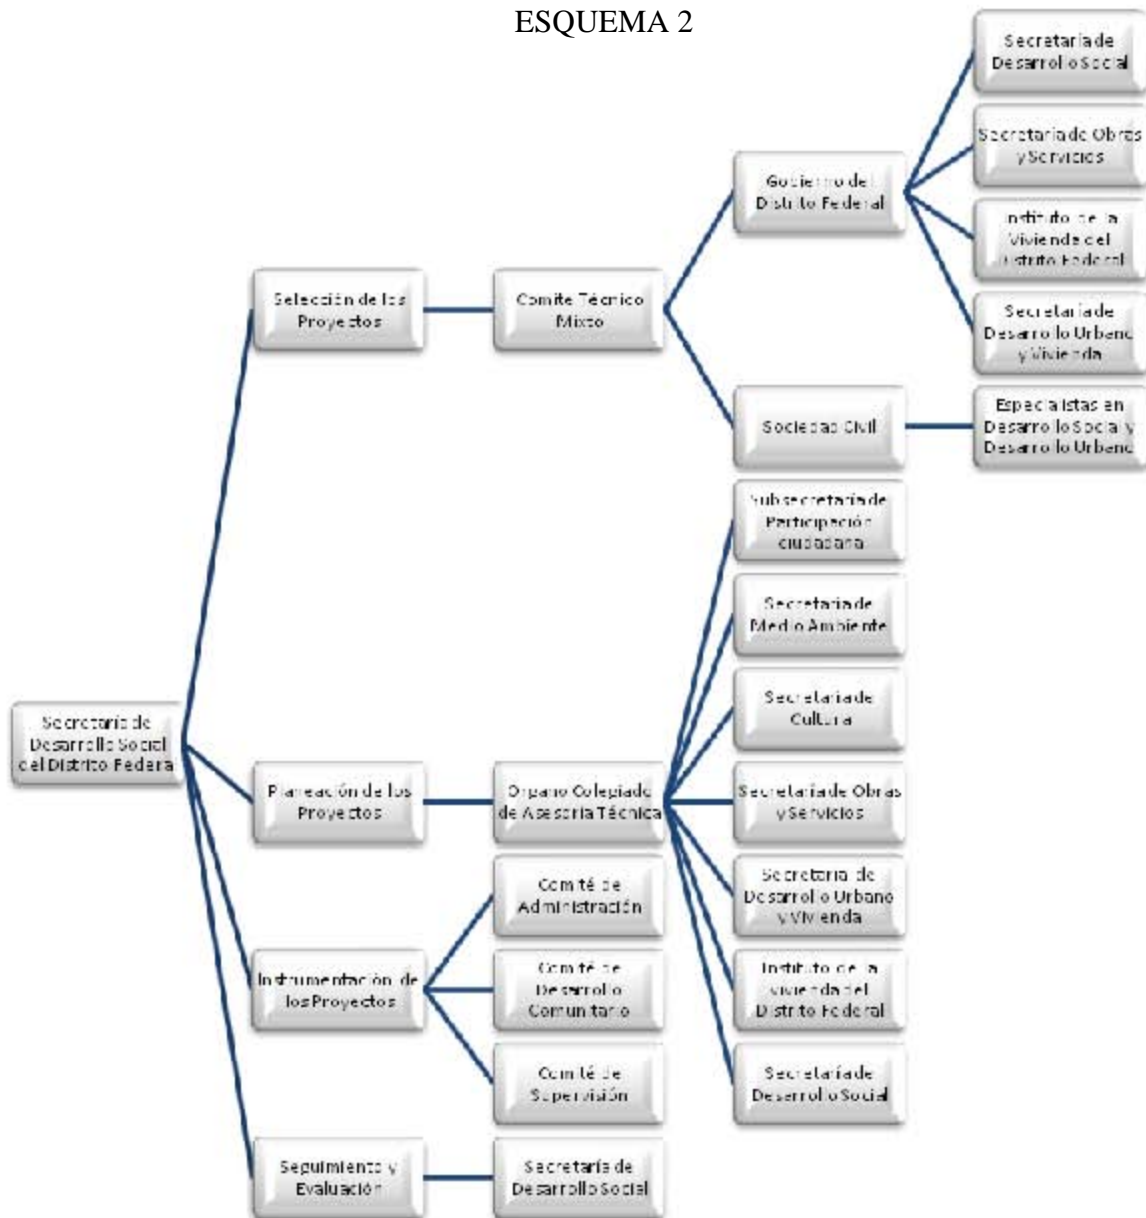 ESQUEMA 2
Secretaría de
Desarrollo Social
Secretaría de Obras
y Servicios
Gobierno del
Distrito Federal
Instituto de la
Vivienda del
Distrito Federal
Selección de los
Proyectos
Comite Técnico
Mixto
Secretaría de
Desarrollo Urbano
y Vivienda
Sociedad Civil
Especialistas en
Desarrollo Social y
Desarrollo Urbano
Subsecretaría de
Participación
ciudadana
Secretaria de
Medio Ambiente
Secretaria de
Cultura
Secretaría de
Desarrollo Social
del Distrito Federal
Planeación de los
Proyectos
Organo Colegiado
de Asesoría Técnica
Secretaría de Obras
y Servicios
Comité de
Administración
Secretaria de
Desarrollo Urbano
y Vivienda
Instrumentación de
los Proyectos
Comité de
Desarrollo
Comunitario
Instituto de la
vivienda del
Distrito Federal
Comité de
Supervisión
Secretaría de
Desarrollo Social
Seguimiento y
Evaluación
Secretaría de
Desarrollo Social